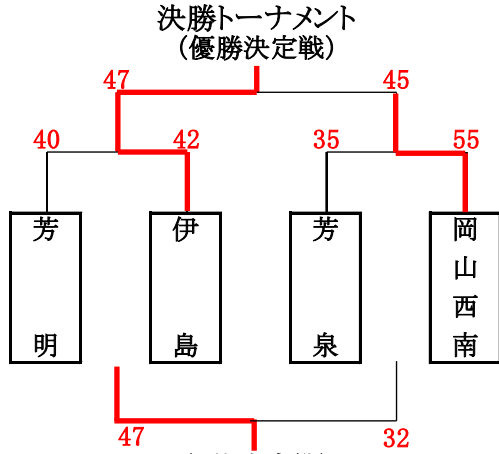 決勝トーナメント
(優勝決定戦)
47 45
40 42 35 55
芳明 伊島 芳泉 岡山西南
47 32